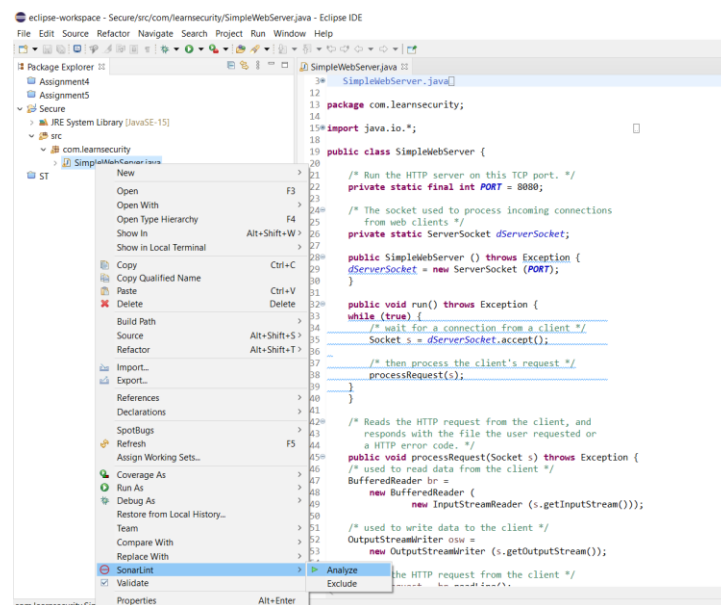 eclipse-workspace - Secure/src/com/learnsecurity/SimpleWebServer.java - Eclipse IDE
File Edit Source Refactor Navigate Search Project Run Window Help
Package Explorer
Assignment4
Assignment5
Secure
JRE System Library [JavaSE-15]
src
com.learnsecurity
SimpleWebServer.java
ST
New
Open F3
Open With
Open Type Hierarchy F4
Show In Alt+Shift+W
Show in Local Terminal
Copy Ctrl+C
Copy Qualified Name
Paste Ctrl+V
Delete Delete
Build Path
Source Alt+Shift+S
Refactor Alt+Shift+T
Import...
Export...
References
Declarations
SpotBugs
Refresh F5
Assign Working Sets...
Coverage As
Run As
Debug As
Restore from Local History...
Team
Compare With
Replace With
SonarLint
Validate
Properties Alt+Enter
Analyze
Exclude
SimpleWebServer.java
3 SimpleWebServer.java
12
13 package com.learnsecurity;
14
15 import java.io.*;
18
19 public class SimpleWebServer {
20
21 /* Run the HTTP server on this TCP port. */
22 private static final int PORT = 8080;
23
24 /* The socket used to process incoming connections
25 from web clients */
26 private static ServerSocket dServerSocket;
27
28 public SimpleWebServer () throws Exception {
29 dServerSocket = new ServerSocket (PORT);
30 }
31
32 public void run() throws Exception {
33 while (true) {
34 /* wait for a connection from a client */
35 Socket s = dServerSocket.accept();
36
37 /* then process the client's request */
38 processRequest(s);
39 }
40 }
41
42 /* Reads the HTTP request from the client, and
43 responds with the file the user requested or
44 a HTTP error code. */
45 public void processRequest(Socket s) throws Exception {
46 /* used to read data from the client */
47 BufferedReader br =
48 new BufferedReader (
49 new InputStreamReader (s.getInputStream()));
50
51 /* used to write data to the client */
52 OutputStreamWriter osw =
53 new OutputStreamWriter (s.getOutputStream());
the HTTP request from the client */